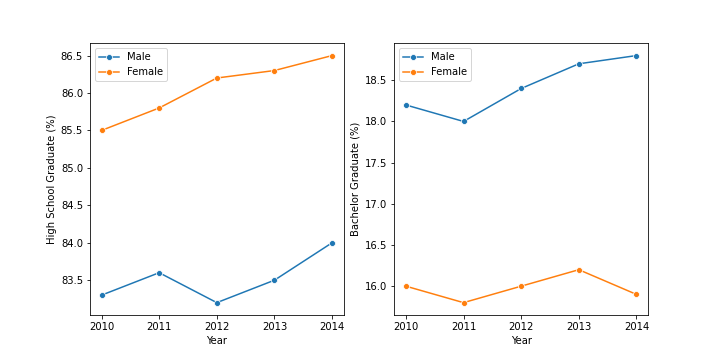 Male
Female
86.5
86.0
85.5
85.0
84.5
84.0
83.5
High School Graduate (%)
2010 2011 2012 2013 2014
Year
Male
Female
18.5
18.0
17.5
17.0
16.5
16.0
Bachelor Graduate (%)
2010 2011 2012 2013 2014
Year